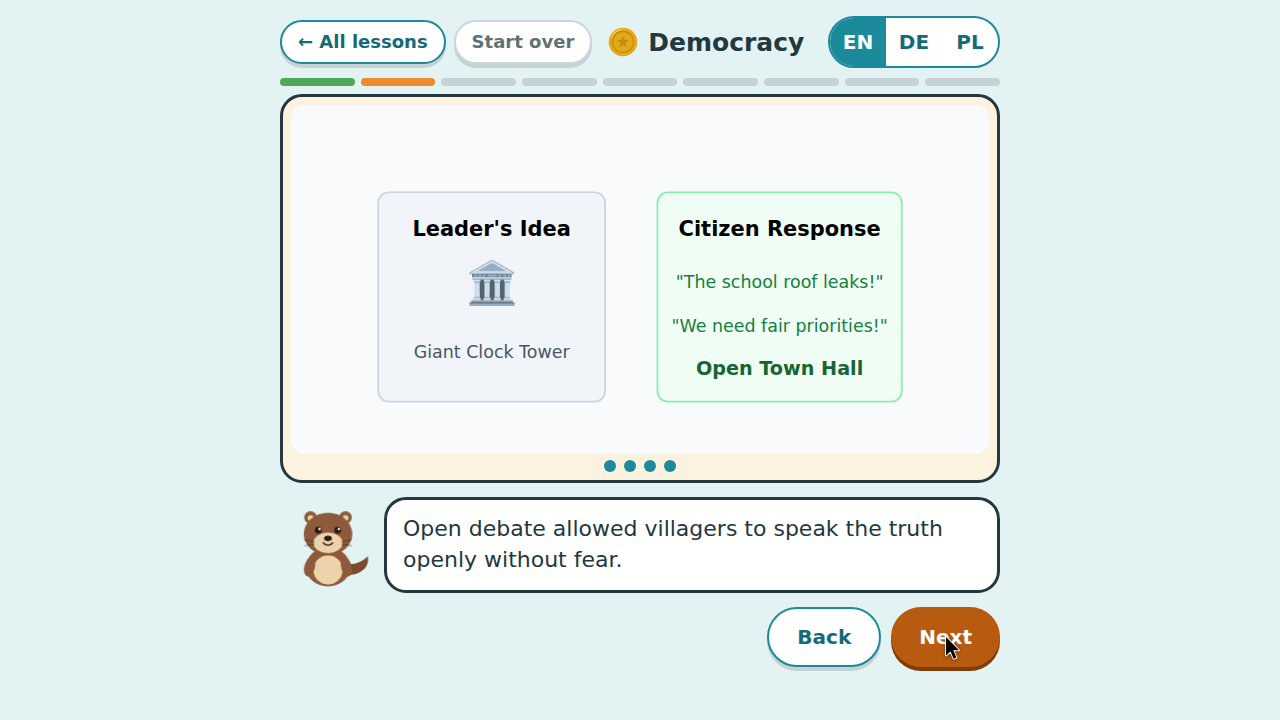 ← All lessons
Start over
Democracy
EN DE PL
Leader's Idea
Giant Clock Tower
Citizen Response
"The school roof leaks!"
"We need fair priorities!"
Open Town Hall
Open debate allowed villagers to speak the truth
openly without fear.
Back
Next